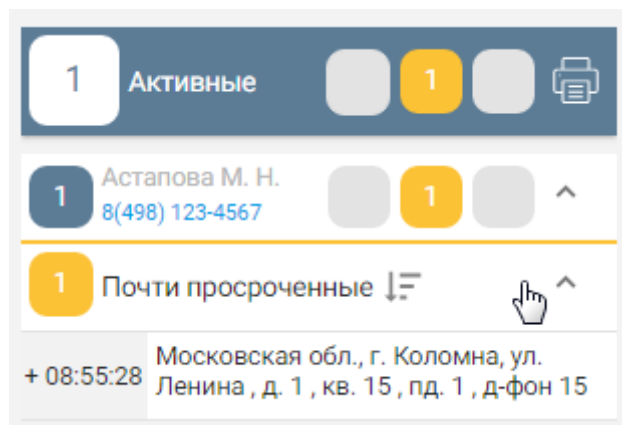 1 Активные 1
1 Астапова М. Н. 1
8(498) 123-4567
1 Почти просроченные
+ 08:55:28 Московская обл., г. Коломна, ул.
Ленина , д. 1 , кв. 15 , пд. 1 , д-фон 15